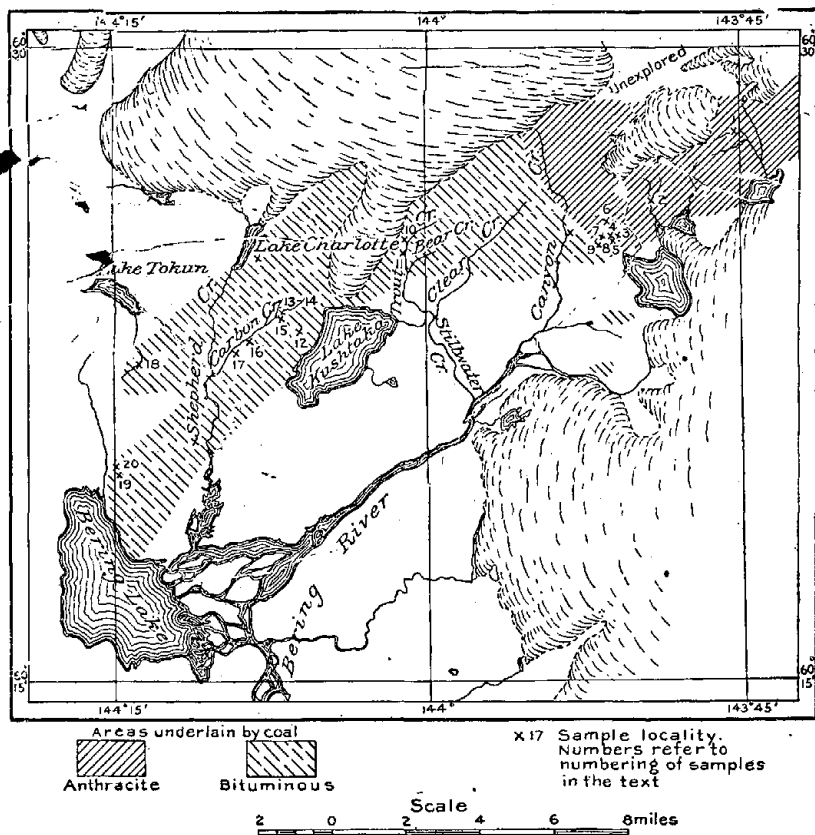 144°15'
144°
143°45'
60°
30'
Unexplored
1
Cr.
2
6
7 4
× 3
9 8,5
10 Cr.
Bear Cr.
Clear Cr.
Lake Charlotte
Lake Tokun
Cr.
Canyon
Trout
Carbon Cr.
13-14
15
12
16
17
18
Lake
Kushtaka
Stillwater
Cr.
Shepherd
20
19
Bering Lake
Bering River
60°
15'
144°15'
144°
143°45'
Areas underlain by coal
Anthracite
Bituminous
× 17 Sample locality.
Numbers refer to
numbering of samples
in the text
Scale
2 0 2 4 6 8 miles